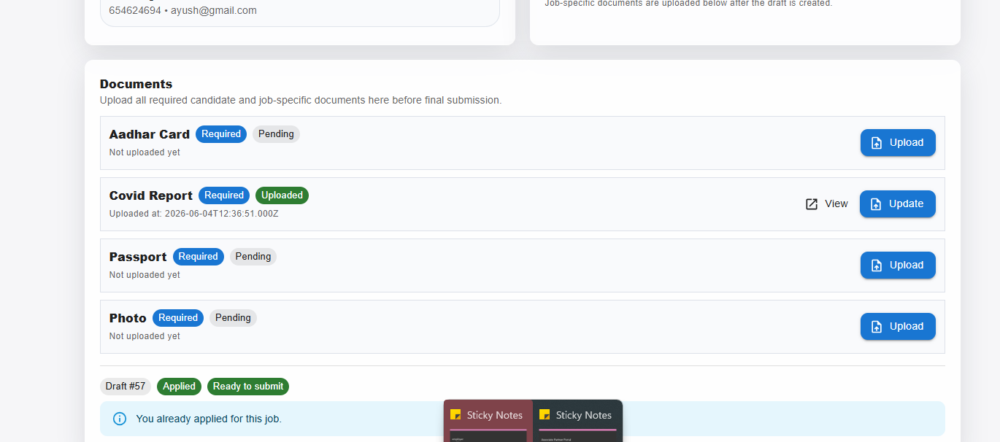 654624694 • ayush@gmail.com
Job-specific documents are uploaded below after the draft is created.
Documents
Upload all required candidate and job-specific documents here before final submission.
Aadhar Card Required Pending
Not uploaded yet
Upload
Covid Report Required Uploaded
Uploaded at: 2026-06-04T12:36:51.000Z
View Update
Passport Required Pending
Not uploaded yet
Upload
Photo Required Pending
Not uploaded yet
Upload
Draft #57 Applied Ready to submit
You already applied for this job.
Sticky Notes Sticky Notes
employer
Associate Partner Portal